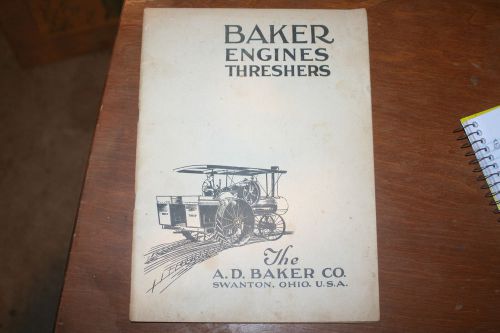 BAKER
ENGINES
THRESHERS
The
A.D. BAKER CO.
SWANTON, OHIO. U.S.A.